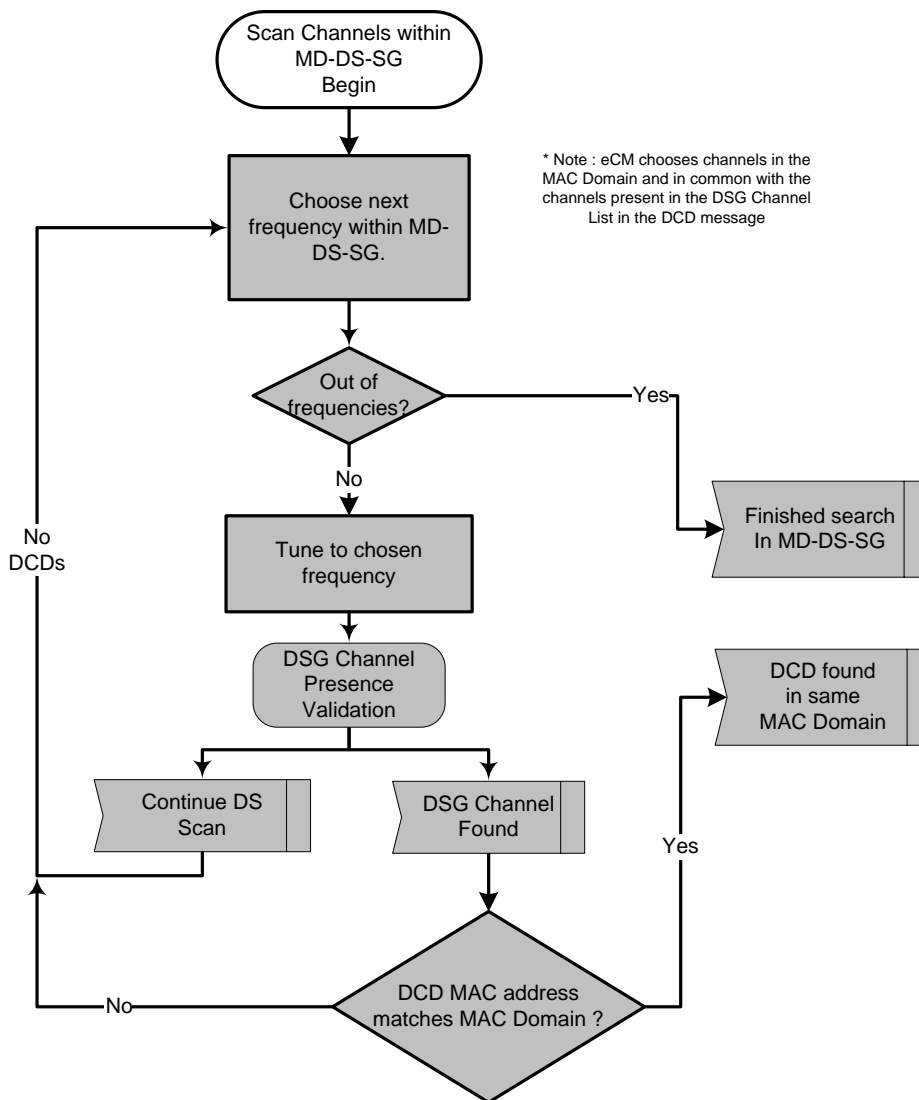 Scan Channels within
MD-DS-SG
Begin
* Note : eCM chooses channels in the
MAC Domain and in common with the
channels present in the DSG Channel
List in the DCD message
Choose next
frequency within MD-
DS-SG.
Out of
frequencies?
Yes
No
Finished search
In MD-DS-SG
Tune to chosen
frequency
No
DCDs
DSG Channel
Presence
Validation
DCD found
in same
MAC Domain
Continue DS
Scan
DSG Channel
Found
Yes
DCD MAC address
matches MAC Domain ?
No